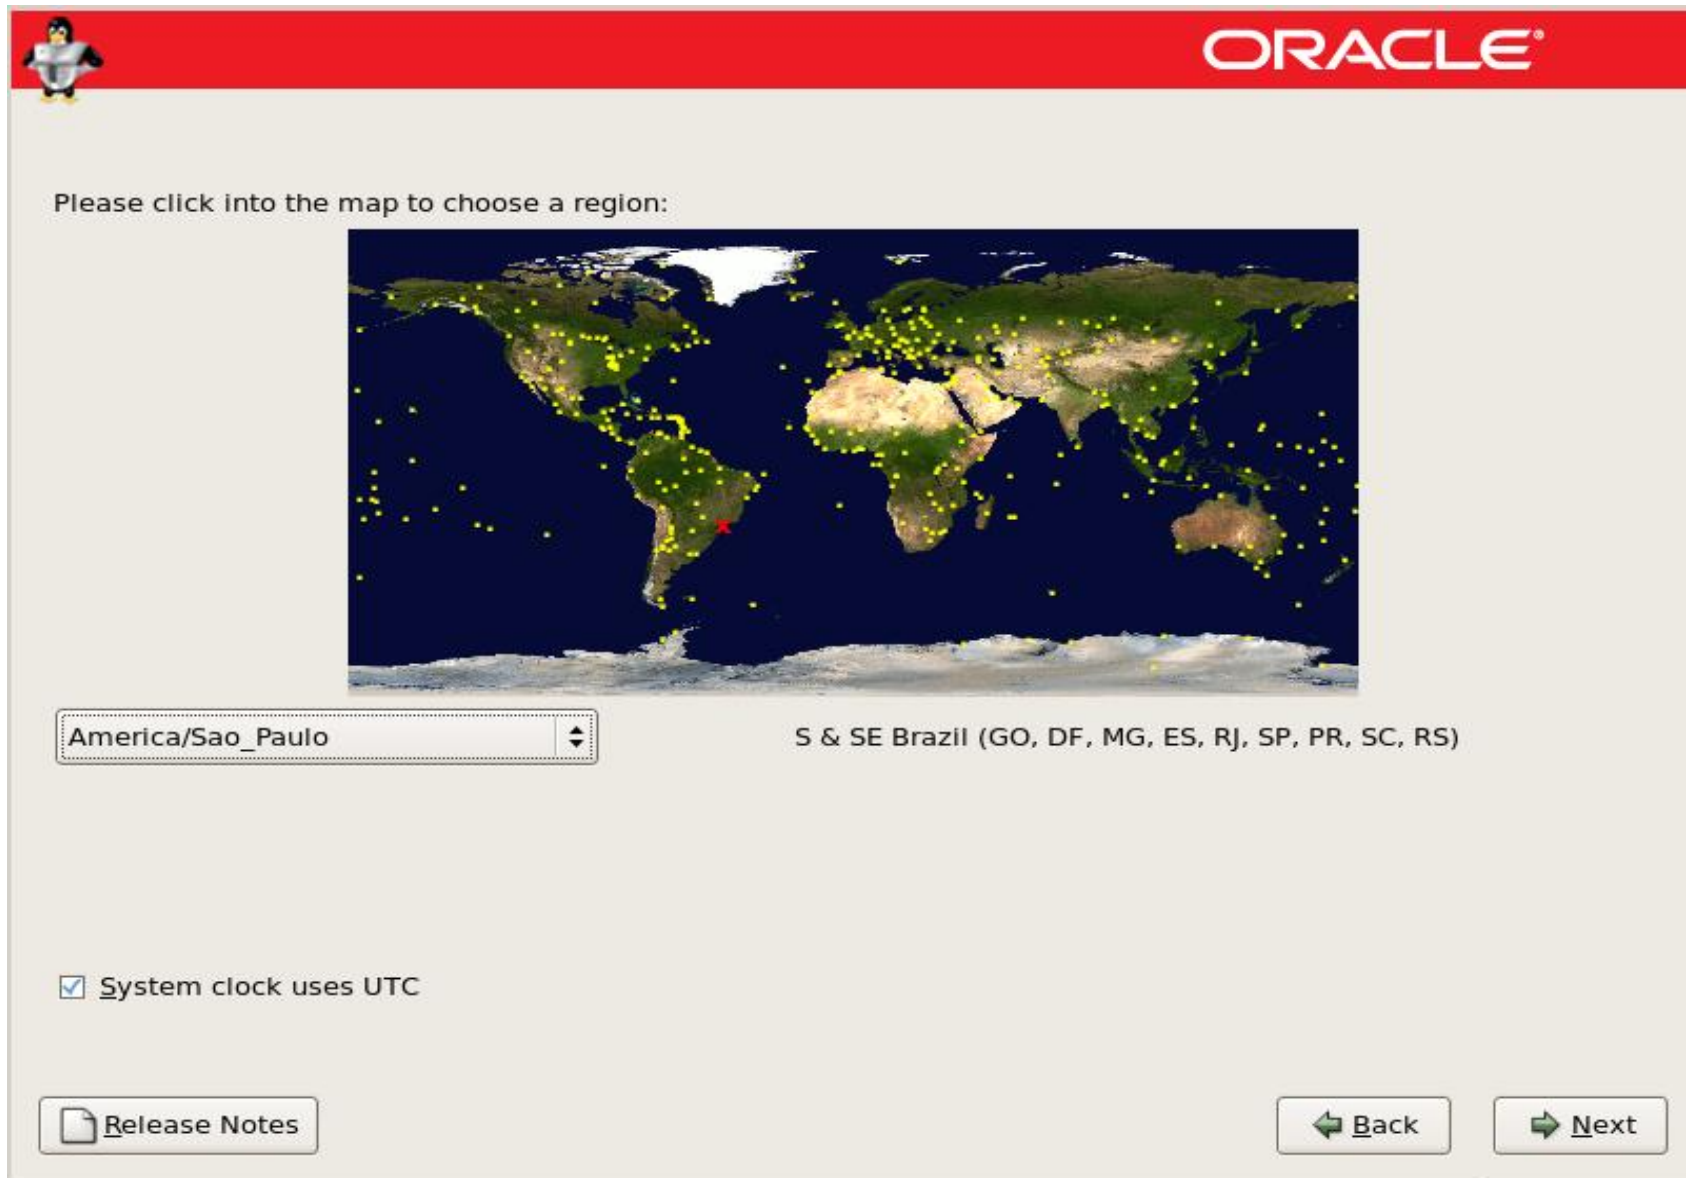 ORACLE®
Please click into the map to choose a region:
America/Sao_Paulo
S & SE Brazil (GO, DF, MG, ES, RJ, SP, PR, SC, RS)
System clock uses UTC
Release Notes
Back
Next